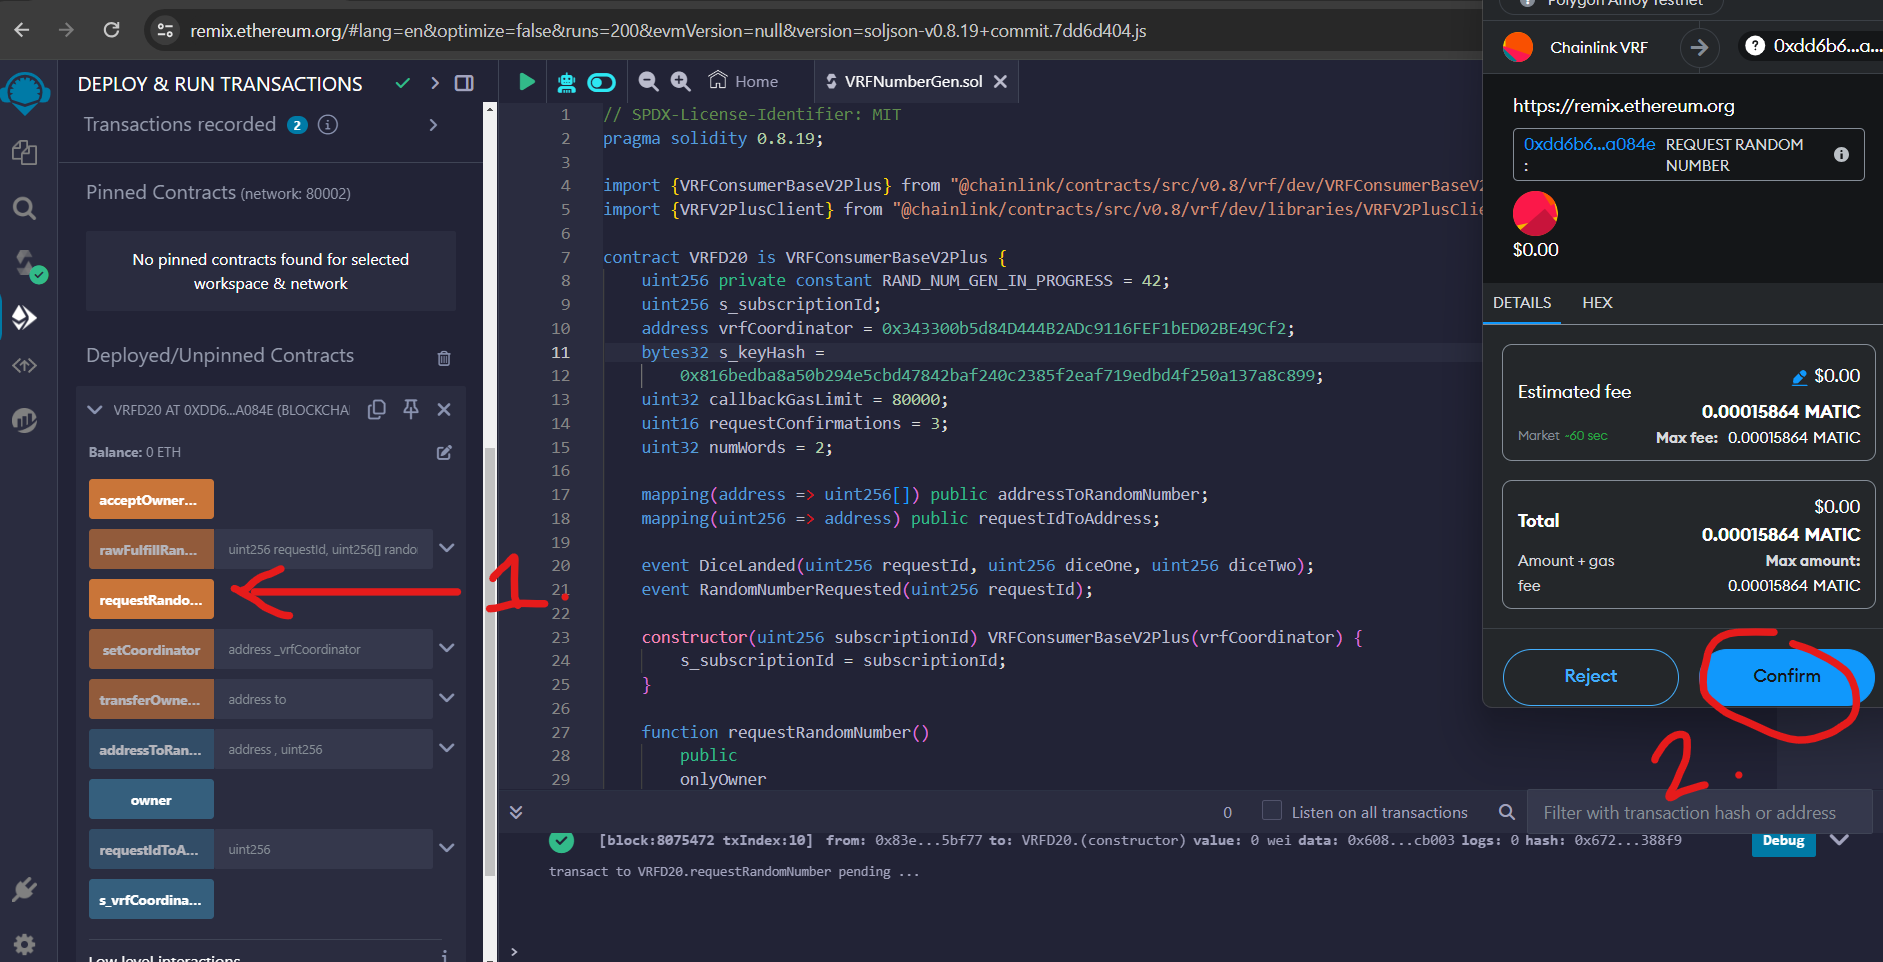 remix.ethereum.org/#lang=en&optimize=false&runs=200&evmVersion=null&version=soljson-v0.8.19+commit.7dd6d404.js
DEPLOY & RUN TRANSACTIONS
Transactions recorded 2
Pinned Contracts (network: 80002)
No pinned contracts found for selected
workspace & network
Deployed/Unpinned Contracts
VRFD20 AT 0XDD6...A084E (BLOCKCHAI
Balance: 0 ETH
acceptOwner...
rawFulfillRan... uint256 requestId, uint256[] rando
requestRando...
setCoordinator address _vrfCoordinator
transferOwne... address to
addressToRan... address , uint256
owner
requestIdToA... uint256
s_vrfCoordina...
Low level interactions
1.
Home
VRFNumberGen.sol
1 // SPDX-License-Identifier: MIT
2 pragma solidity 0.8.19;
3
4 import {VRFConsumerBaseV2Plus} from "@chainlink/contracts/src/v0.8/vrf/dev/VRFConsumerBaseV2
5 import {VRFV2PlusClient} from "@chainlink/contracts/src/v0.8/vrf/dev/libraries/VRFV2PlusClie
6
7 contract VRFD20 is VRFConsumerBaseV2Plus {
8 uint256 private constant RAND_NUM_GEN_IN_PROGRESS = 42;
9 uint256 s_subscriptionId;
10 address vrfCoordinator = 0x343300b5d84D444B2ADc9116FEF1bED02BE49Cf2;
11 bytes32 s_keyHash =
12 0x816bedba8a50b294e5cbd47842baf240c2385f2eaf719edbd4f250a137a8c899;
13 uint32 callbackGasLimit = 80000;
14 uint16 requestConfirmations = 3;
15 uint32 numWords = 2;
16
17 mapping(address => uint256[]) public addressToRandomNumber;
18 mapping(uint256 => address) public requestIdToAddress;
19
20 event DiceLanded(uint256 requestId, uint256 diceOne, uint256 diceTwo);
21 event RandomNumberRequested(uint256 requestId);
22
23 constructor(uint256 subscriptionId) VRFConsumerBaseV2Plus(vrfCoordinator) {
24 s_subscriptionId = subscriptionId;
25 }
26
27 function requestRandomNumber()
28 public
29 onlyOwner
0 Listen on all transactions Filter with transaction hash or address
[block:8075472 txIndex:10] from: 0x83e...5bf77 to: VRFD20.(constructor) value: 0 wei data: 0x608...cb003 logs: 0 hash: 0x672...388f9 Debug
transact to VRFD20.requestRandomNumber pending ...
>
Polygon Amoy Testnet
Chainlink VRF 0xdd6b6...a...
https://remix.ethereum.org
0xdd6b6...a084e REQUEST RANDOM
: NUMBER
$0.00
DETAILS HEX
$0.00
Estimated fee
0.00015864 MATIC
Market ~60 sec Max fee: 0.00015864 MATIC
$0.00
Total
0.00015864 MATIC
Amount + gas Max amount:
fee 0.00015864 MATIC
Reject Confirm
2.